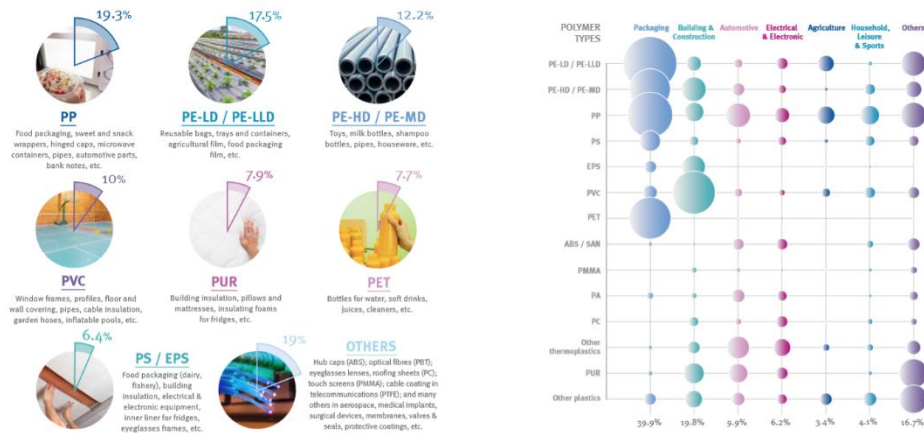 19.3%
PP
Food packaging, sweet and snack
wrappers, hinged caps, microwave
containers, pipes, automotive parts,
bank notes, etc.
17.5%
PE-LD / PE-LLD
Reusable bags, trays and containers,
agricultural film, food packaging
film, etc.
12.2%
PE-HD / PE-MD
Toys, milk bottles, shampoo
bottles, pipes, houseware, etc.
10%
PVC
Window frames, profiles, floor and
wall covering, pipes, cable insulation,
garden hoses, inflatable pools, etc.
7.9%
PUR
Building insulation, pillows and
mattresses, insulating foams
for fridges, etc.
7.7%
PET
Bottles for water, soft drinks,
juices, cleaners, etc.
6.4%
PS / EPS
Food packaging (dairy,
fishery), building
insulation, electrical &
electronic equipment,
inner liner for fridges,
eyeglasses frames, etc.
19%
OTHERS
Hub caps (ABS); optical fibres (PBT);
eyeglasses lenses, roofing sheets (PC);
touch screens (PMMA); cable coating in
telecommunications (PTFE); and many
others in aerospace, medical implants,
surgical devices, membranes, valves &
seals, protective coatings, etc.
POLYMER
TYPES
Packaging
Building &
Construction
Automotive
Electrical
& Electronic
Agriculture
Household,
Leisure
& Sports
Others
PE-LD / PE-LLD
PE-HD / PE-MD
PP
PS
EPS
PVC
PET
ABS / SAN
PMMA
PA
PC
Other
thermoplastics
PUR
Other plastics
39.9%
19.8%
9.9%
6.2%
3.4%
4.1%
16.7%